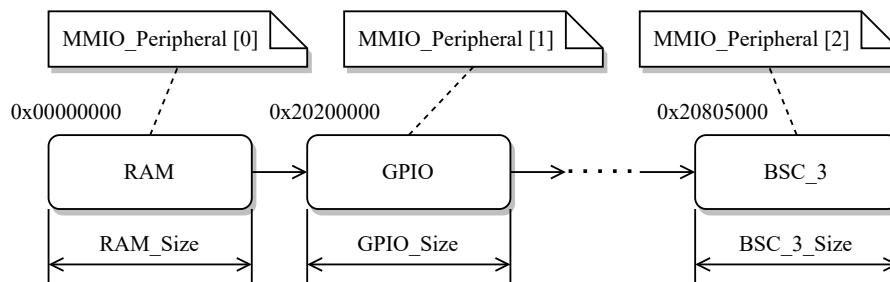 MMIO_Peripheral [0]
MMIO_Peripheral [1]
MMIO_Peripheral [2]
0x00000000
0x20200000
0x20805000
RAM
GPIO
.....
BSC_3
RAM_Size
GPIO_Size
BSC_3_Size